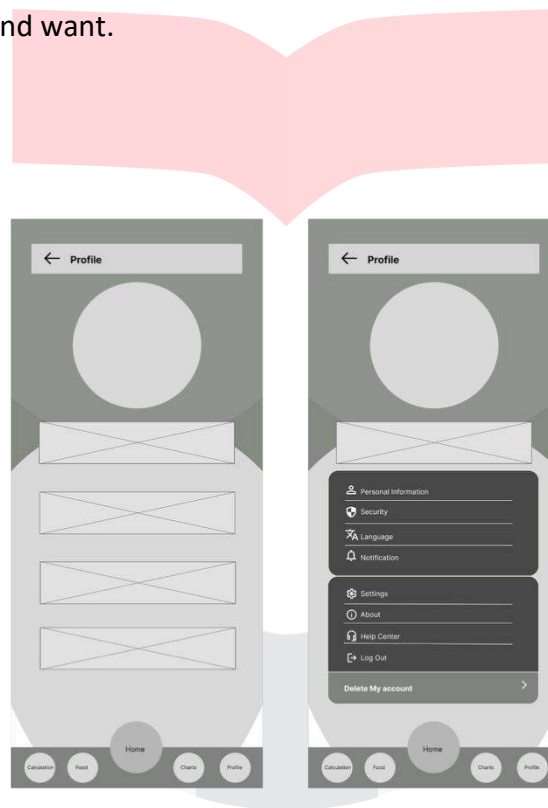 nd want.
Profile
Calculation
Food
Home
Charts
Profile
Profile
Personal Information
Security
Language
Notification
Settings
About
Help Center
Log Out
Delete My account
Calculation
Food
Home
Charts
Profile